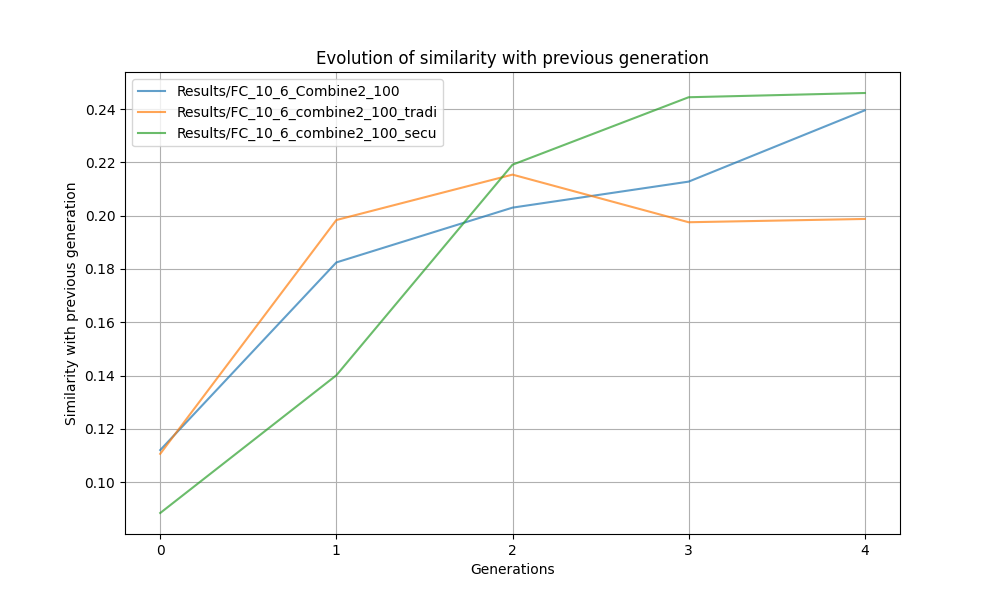 Evolution of similarity with previous generation
Results/FC_10_6_Combine2_100
Results/FC_10_6_combine2_100_tradi
Results/FC_10_6_combine2_100_secu
Similarity with previous generation
0.24
0.22
0.20
0.18
0.16
0.14
0.12
0.10
0 1 2 3 4
Generations